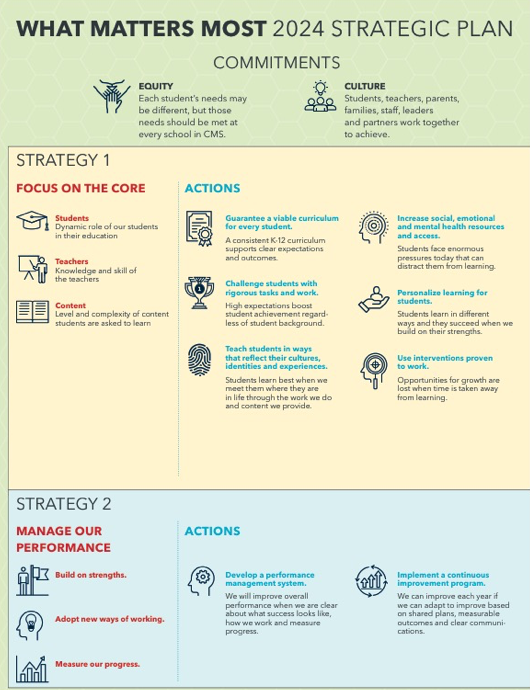 WHAT MATTERS MOST 2024 STRATEGIC PLAN
COMMITMENTS
EQUITY
Each student's needs may
be different, but those
needs should be met at
every school in CMS.
CULTURE
Students, teachers, parents,
families, staff, leaders
and partners work together
to achieve.
STRATEGY 1
FOCUS ON THE CORE
Students
Dynamic role of our students
in their education
Teachers
Knowledge and skill of
the teachers
Content
Level and complexity of content
students are asked to learn
ACTIONS
Guarantee a viable curriculum
for every student.
A consistent K-12 curriculum
supports clear expectations
and outcomes.
1
Challenge students with
rigorous tasks and work.
High expectations boost
student achievement regard-
less of student background.
Teach students in ways
that reflect their cultures,
identities and experiences.
Students learn best when we
meet them where they are
in life through the work we do
and content we provide.
Increase social, emotional
and mental health resources
and access.
Students face enormous
pressures today that can
distract them from learning.
Personalize learning for
students.
Students learn in different
ways and they succeed when we
build on their strengths.
Use interventions proven
to work.
Opportunities for growth are
lost when time is taken away
from learning.
STRATEGY 2
MANAGE OUR
PERFORMANCE
Build on strengths.
Adopt new ways of working.
Measure our progress.
ACTIONS
Develop a performance
management system.
We will improve overall
performance when we are clear
about what success looks like,
how we work and measure
progress.
Implement a continuous
improvement program.
We can improve each year if
we can adapt to improve based
on shared plans, measurable
outcomes and clear communi-
cations.